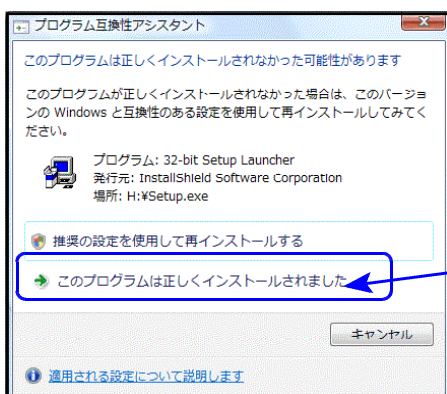 プログラム互換性アシスタント
このプログラムは正しくインストールされなかった可能性があります
このプログラムが正しくインストールされなかった場合は、このバージョ
ンの Windows と互換性のある設定を使用して再インストールしてみてく
ださい。
プログラム: 32-bit Setup Launcher
発行元: InstallShield Software Corporation
場所: H:¥Setup.exe
推奨の設定を使用して再インストールする
このプログラムは正しくインストールされました
キャンセル
適用される設定について説明します